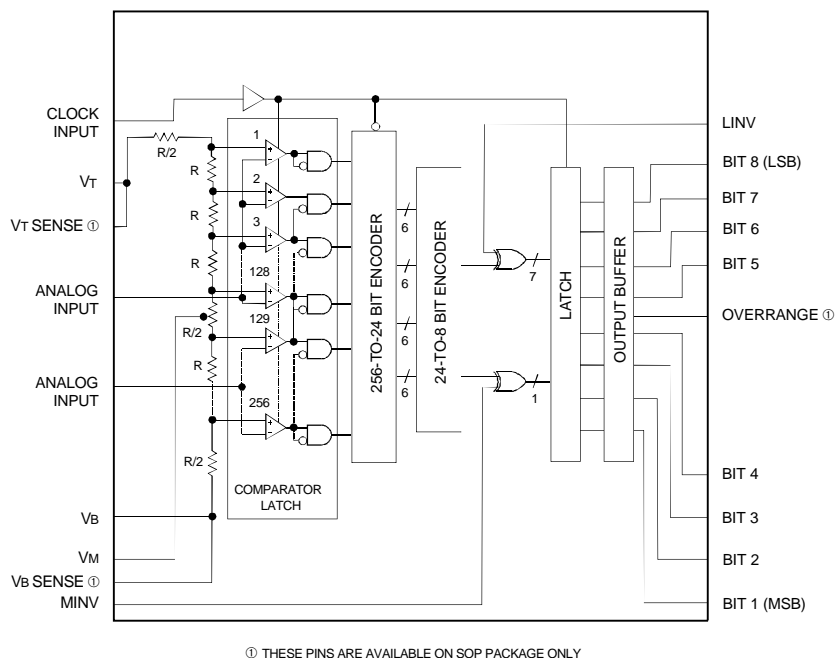 CLOCK
INPUT
R/2
VT
VT SENSE ①
ANALOG
INPUT
ANALOG
INPUT
VB
VM
VB SENSE ①
MINV
R
R
R
R/2
R
R/2
1
2
3
128
129
256
COMPARATOR
LATCH
256-TO-24 BIT ENCODER
6
6
6
6
24-TO-8 BIT ENCODER
7
1
LATCH
OUTPUT BUFFER
LINV
BIT 8 (LSB)
BIT 7
BIT 6
BIT 5
OVERRANGE ①
BIT 4
BIT 3
BIT 2
BIT 1 (MSB)
① THESE PINS ARE AVAILABLE ON SOP PACKAGE ONLY